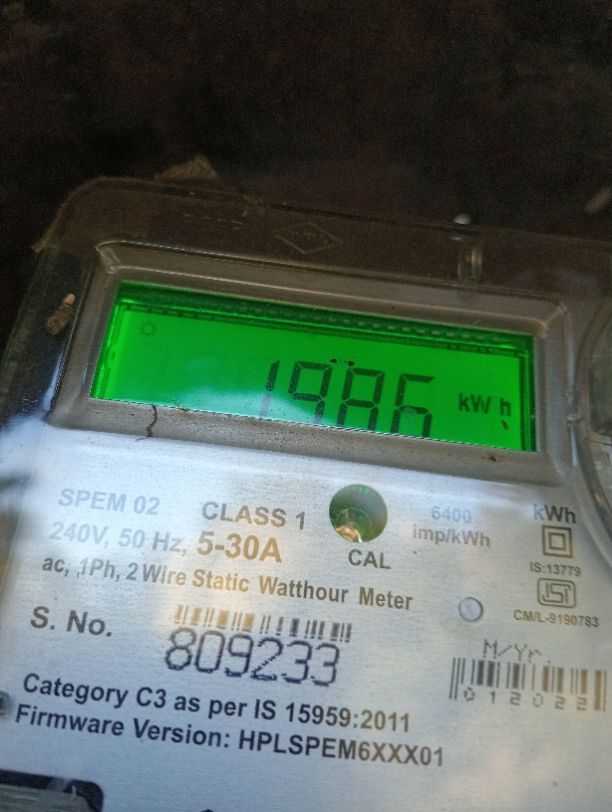 1986 kWh
SPEM 02 CLASS 1 6400 kWh
240V, 50 Hz, 5-30A imp/kWh
CAL IS:13779
ac, 1Ph, 2 Wire Static Watthour Meter
CM/L-9190783
S. No. 809233 M/Yr.
012022
Category C3 as per IS 15959:2011
Firmware Version: HPLSPEM6XXX01